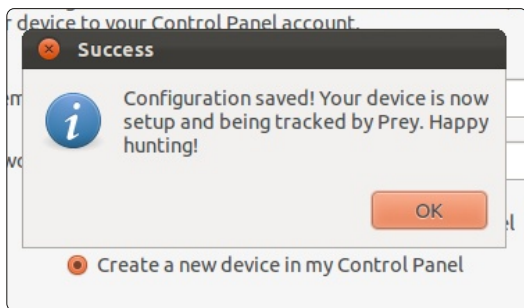 r device to your Control Panel account.
Success
Configuration saved! Your device is now
setup and being tracked by Prey. Happy
hunting!
OK
Create a new device in my Control Panel